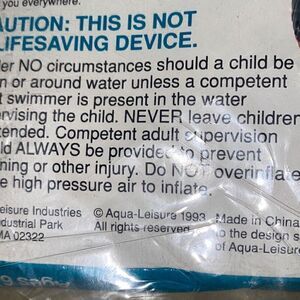 you everywhere.
AUTION: THIS IS NOT
LIFESAVING DEVICE.
er NO circumstances should a child be
n or around water unless a competent
t swimmer is present in the water
rvising the child. NEVER leave children
tended. Competent adult supervision
ld ALWAYS be provided to prevent
ning or other injury. Do NOT overinflate
e high pressure air to inflate.
eisure Industries
dustrial Park
MA 02322
© Aqua-Leisure 1993
All rights reserved
Made in China
to the design s
of Aqua-Leisure